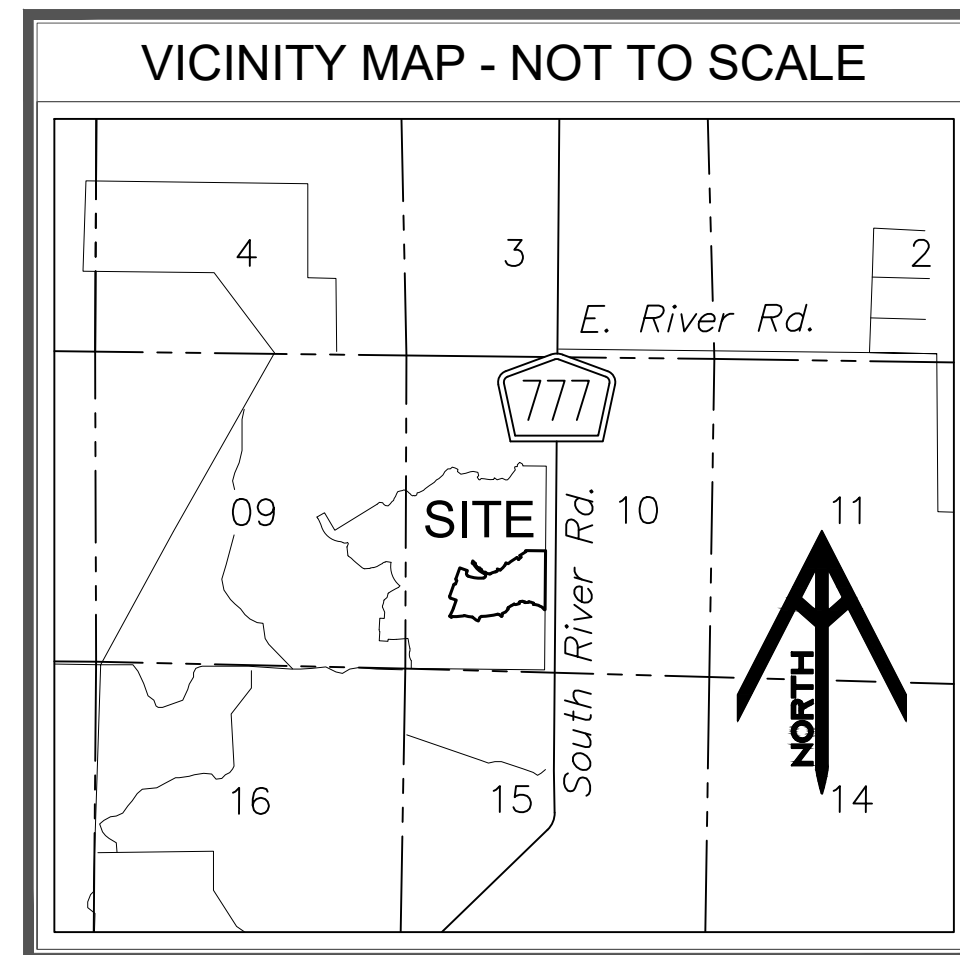 VICINITY MAP - NOT TO SCALE
4
3
2
E. River Rd.
777
09
SITE
10
11
South River Rd.
NORTH
16
15
14